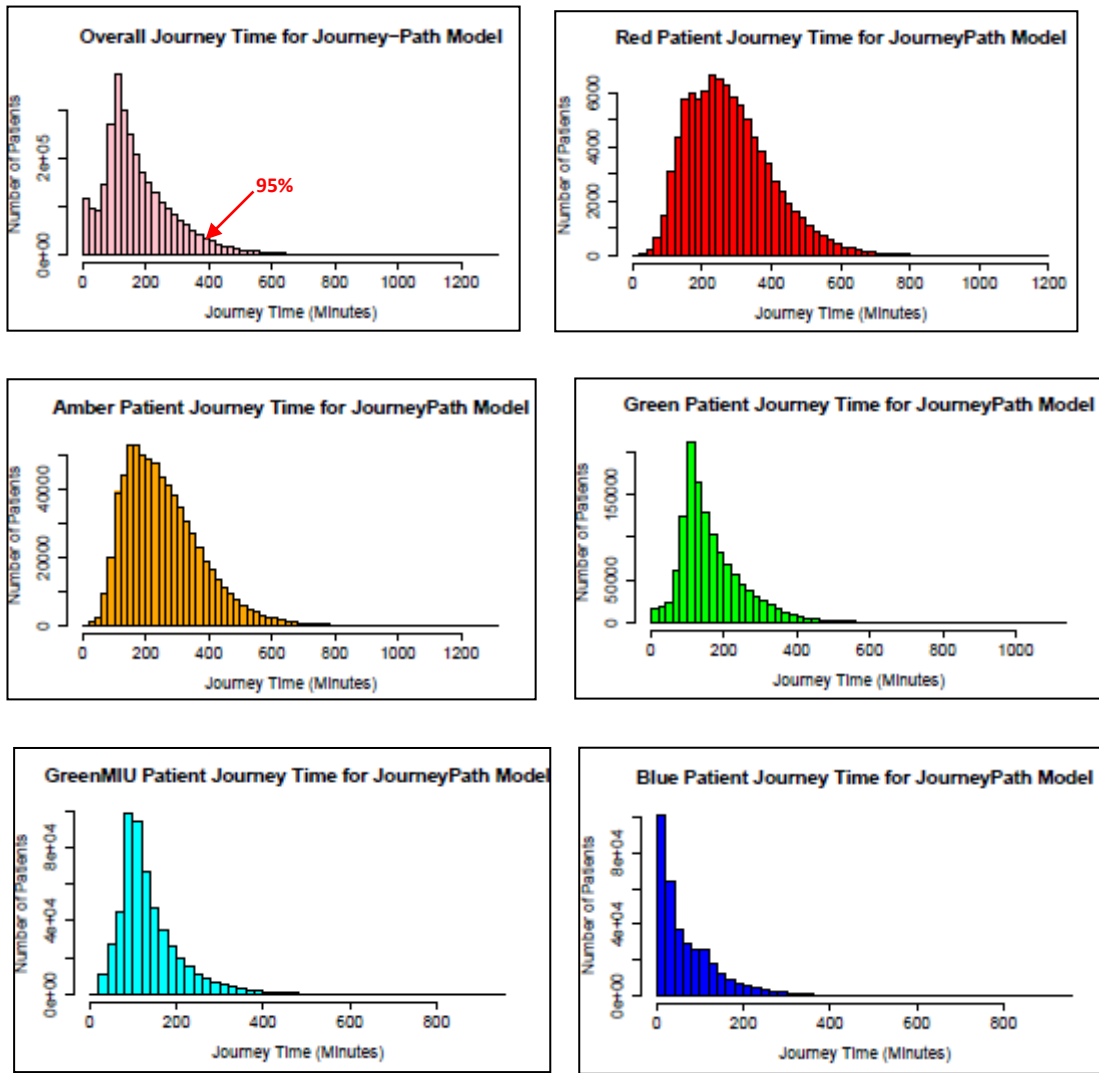 Overall Journey Time for Journey−Path Model
Number of Patients
0e+00 2e+05
95%
0 200 400 600 800 1000 1200
Journey Time (Minutes)
Red Patient Journey Time for JourneyPath Model
Number of Patients
0 2000 4000 6000
0 200 400 600 800 1000 1200
Journey Time (Minutes)
Amber Patient Journey Time for JourneyPath Model
Number of Patients
0 20000 40000
0 200 400 600 800 1000 1200
Journey Time (Minutes)
Green Patient Journey Time for JourneyPath Model
Number of Patients
0 50000 150000
0 200 400 600 800 1000
Journey Time (Minutes)
GreenMIU Patient Journey Time for JourneyPath Model
Number of Patients
0e+00 4e+04 8e+04
0 200 400 600 800
Journey Time (Minutes)
Blue Patient Journey Time for JourneyPath Model
Number of Patients
0e+00 4e+04 8e+04
0 200 400 600 800
Journey Time (Minutes)